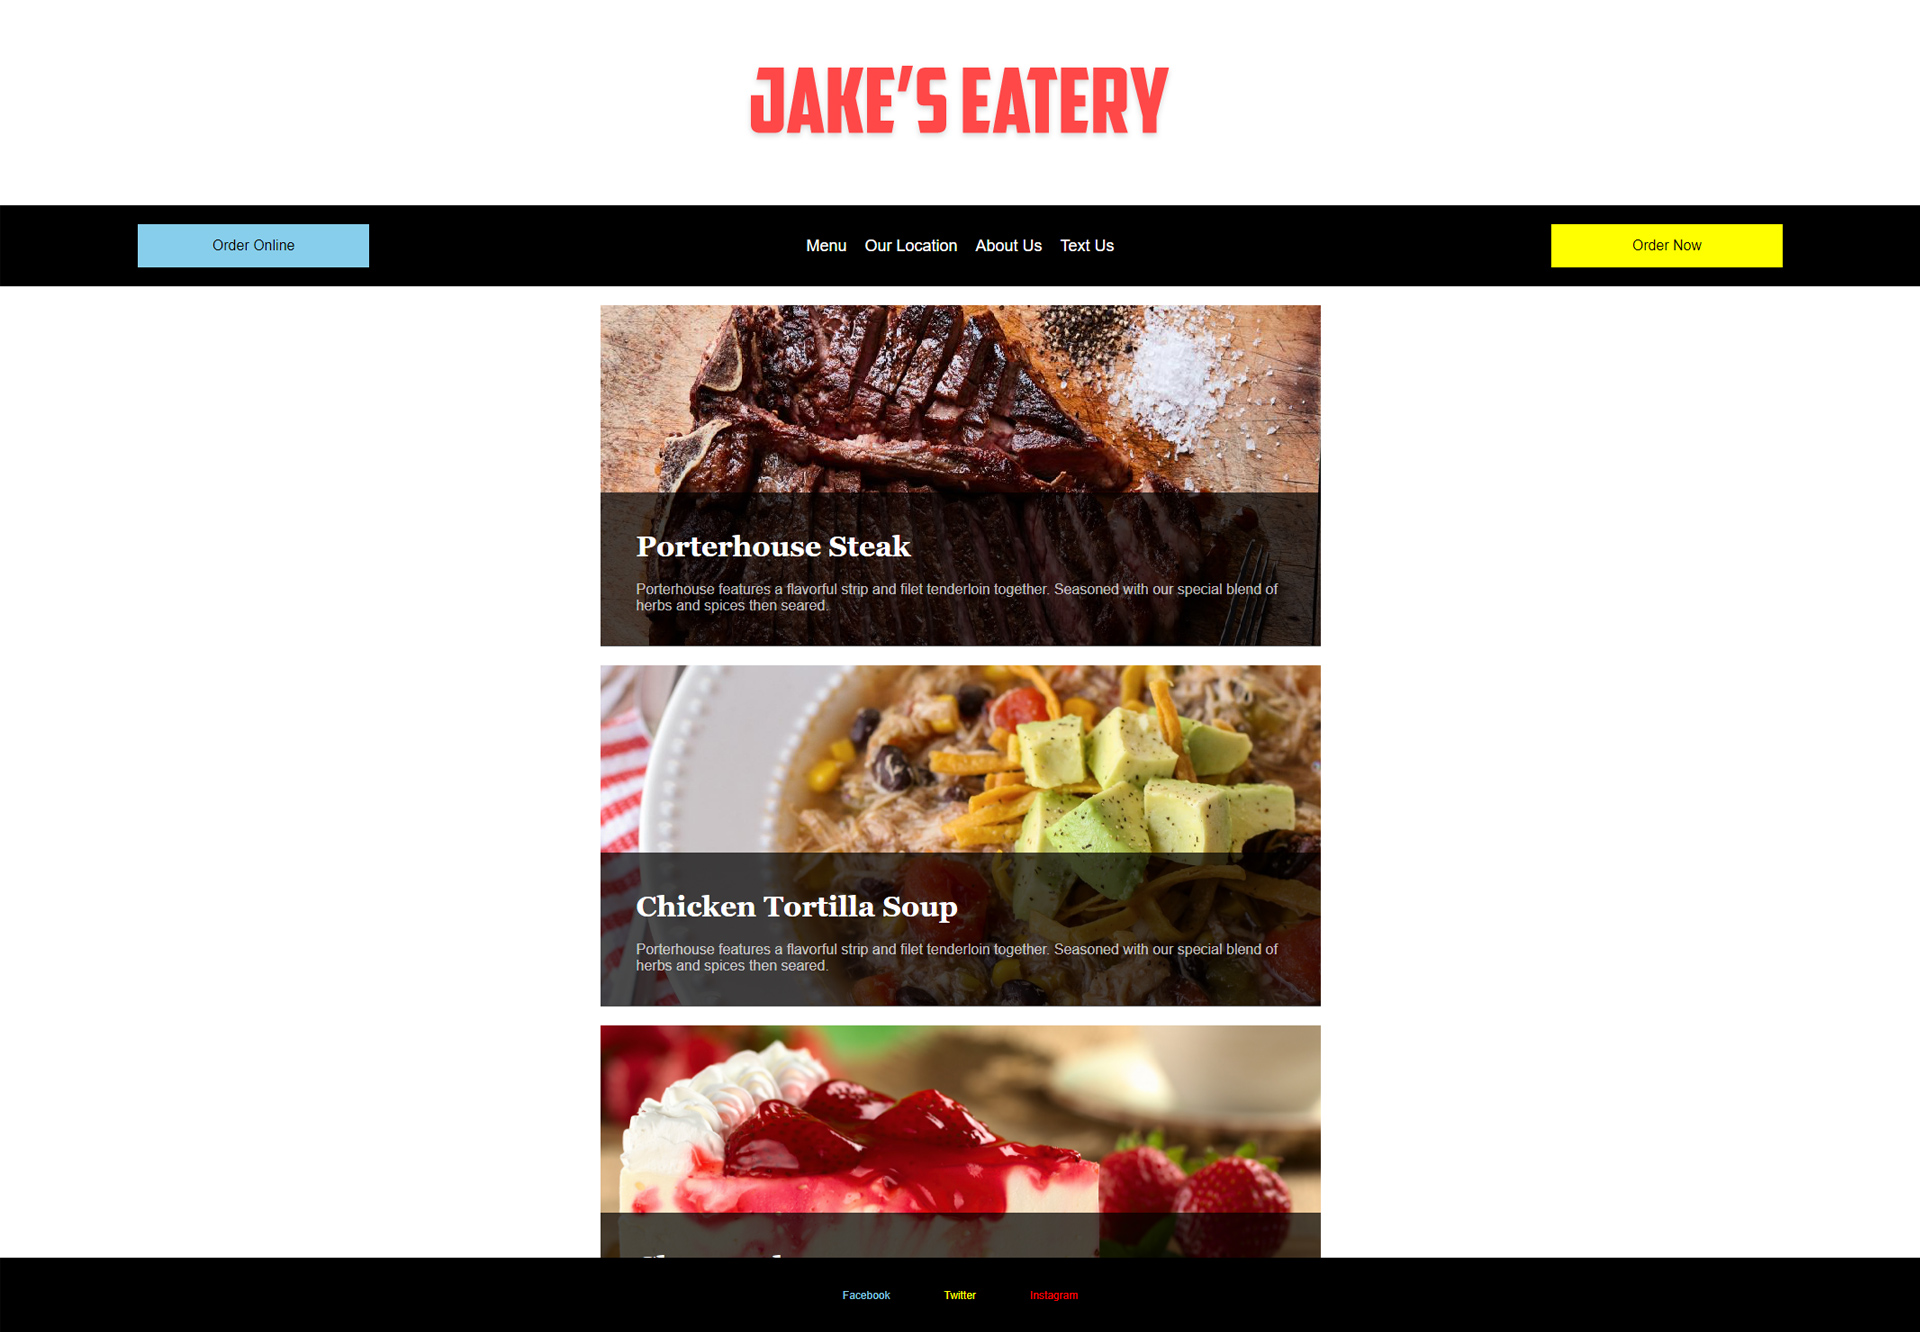 JAKE'S EATERY
Order Online
Menu Our Location About Us Text Us
Order Now
Porterhouse Steak
Porterhouse features a flavorful strip and filet tenderloin together. Seasoned with our special blend of
herbs and spices then seared.
Chicken Tortilla Soup
Porterhouse features a flavorful strip and filet tenderloin together. Seasoned with our special blend of
herbs and spices then seared.
Facebook Twitter Instagram